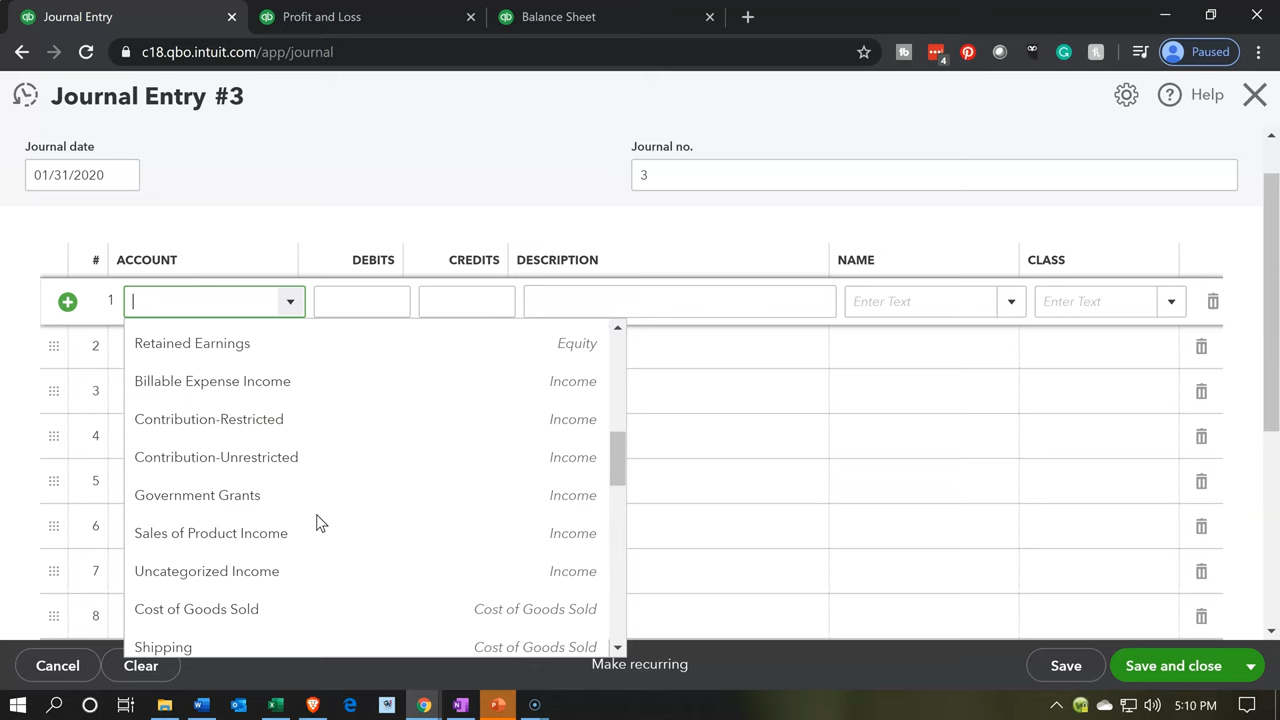 Journal Entry
Profit and Loss
Balance Sheet
c18.qbo.intuit.com/app/journal
4
Paused
Journal Entry #3
Help
Journal date
Journal no.
01/31/2020
3
# ACCOUNT DEBITS CREDITS DESCRIPTION NAME CLASS
1 Enter Text Enter Text
2 Retained Earnings Equity
Billable Expense Income Income
3 Contribution-Restricted Income
4 Contribution-Unrestricted Income
5 Government Grants Income
6 Sales of Product Income Income
7 Uncategorized Income Income
8 Cost of Goods Sold Cost of Goods Sold
Shipping Cost of Goods Sold
Cancel Clear Make recurring Save Save and close
5:10 PM